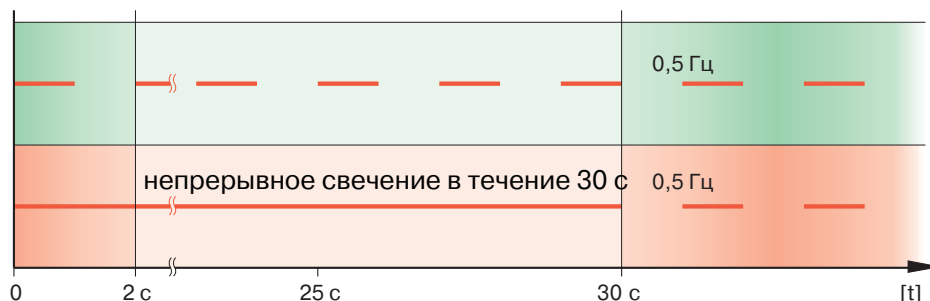 0,5 Гц
непрерывное свечение в течение 30 с
0,5 Гц
0
2 с
25 с
30 с
[t]